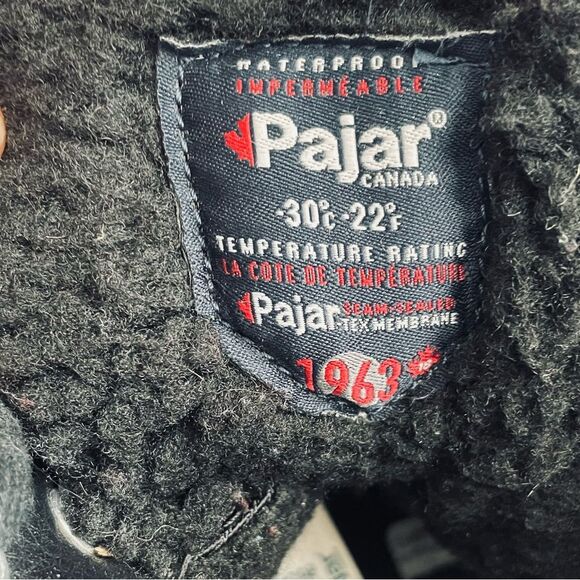 WATERPROOF
IMPERMÉABLE
Pajar®
CANADA
-30°C -22°F
TEMPERATURE RATING
LA COTE DE TEMPÉRATURE
Pajar SEAM-SEALED
TEX MEMBRANE
1963